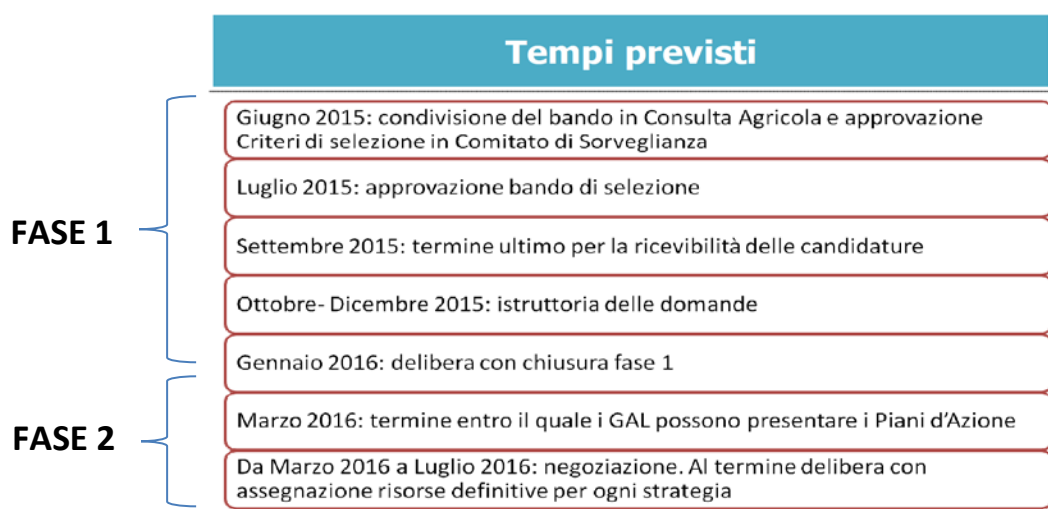 Tempi previsti
FASE 1
Giugno 2015: condivisione del bando in Consulta Agricola e approvazione
Criteri di selezione in Comitato di Sorveglianza
Luglio 2015: approvazione bando di selezione
Settembre 2015: termine ultimo per la ricevibilità delle candidature
Ottobre- Dicembre 2015: istruttoria delle domande
Gennaio 2016: delibera con chiusura fase 1
FASE 2
Marzo 2016: termine entro il quale i GAL possono presentare i Piani d’Azione
Da Marzo 2016 a Luglio 2016: negoziazione. Al termine delibera con
assegnazione risorse definitive per ogni strategia